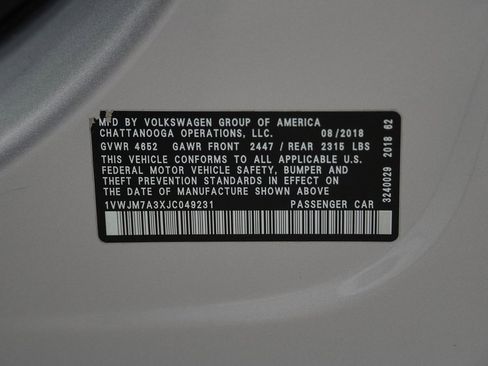 MFD BY VOLKSWAGEN GROUP OF AMERICA
CHATTANOOGA OPERATIONS, LLC. 08/2018
GVWR 4652 GAWR FRONT 2447 / REAR 2315 LBS
THIS VEHICLE CONFORMS TO ALL APPLICABLE U.S.
FEDERAL MOTOR VEHICLE SAFETY, BUMPER AND
THEFT PREVENTION STANDARDS IN EFFECT ON
THE DATE OF MANUFACTURE SHOWN ABOVE
1VWJM7A3XJC049231 PASSENGER CAR
3240029 2018 62